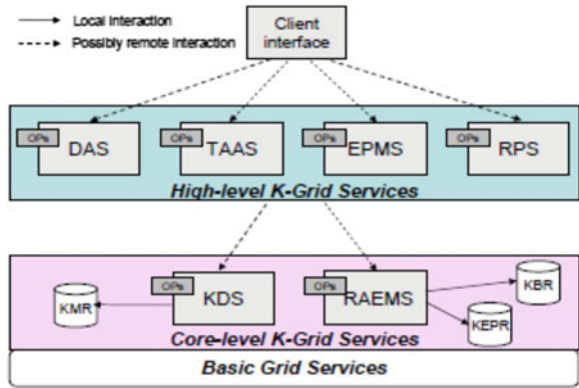 Local interaction
Possibly remote interaction
Client
interface
OPs
DAS
OPs
TAAS
OPs
EPMS
OPs
RPS
High-level K-Grid Services
OPs
KDS
OPs
RAEMS
KMR
KBR
KEPR
Core-level K-Grid Services
Basic Grid Services